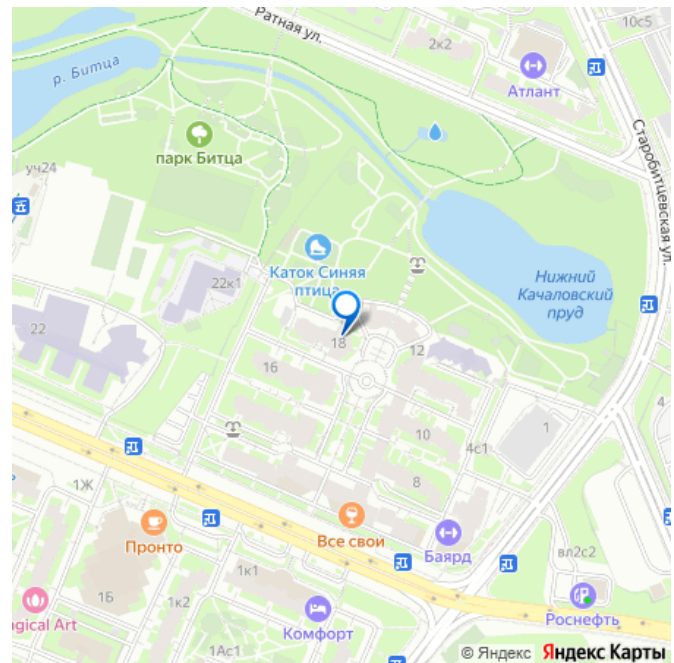 Ратная ул.
10с5
2к2
р. Битца
Атлант
парк Битца
Старобитцевская ул.
уч24
Каток Синяя
птица
22к1
Нижний
Качаловский
пруд
22
18
12
16
4
1
10
4с1
8
1Ж
Пронто
Все свои
Баярд
вл2с2
1к1
1Б
1к2
Роснефть
ogical Art
Комфорт
1Ас1
© Яндекс Яндекс Карты